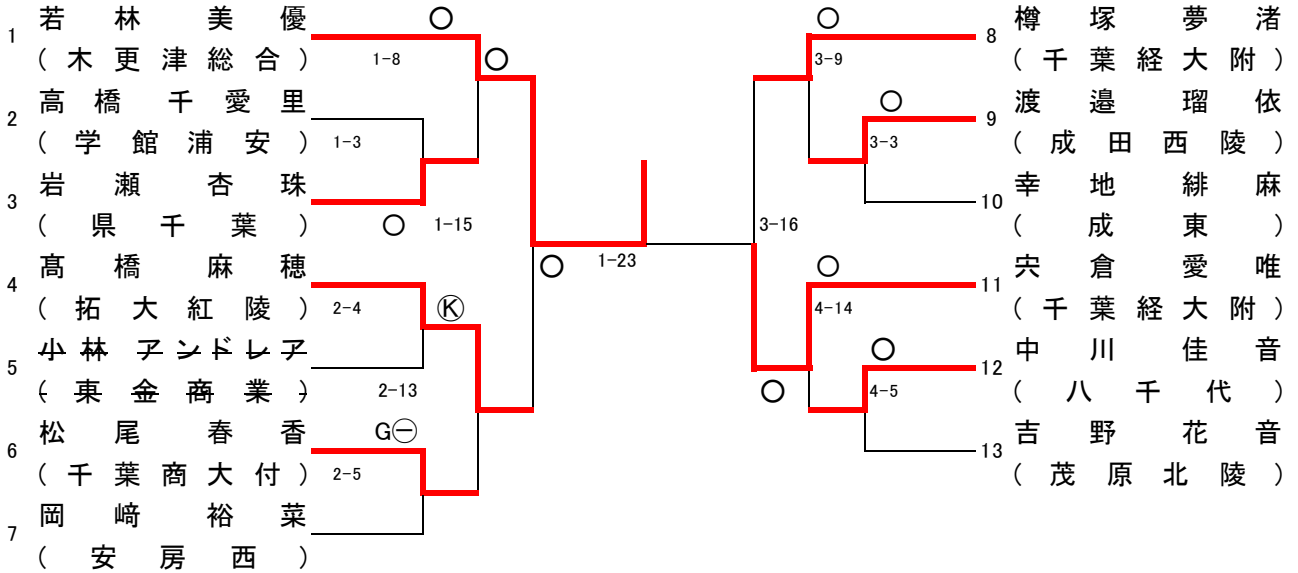 1 若林 美優
(木更津総合)
1-8
2 高橋 千愛里
(学館浦安)
1-3
3 岩瀬 杏珠
(県千葉)
1-15
4 髙橋 麻穂
(拓大紅陵)
2-4
Ⓚ
5 小林 アンドレア
(東金商業)
2-13
6 松尾 春香
(千葉商大付)
G㊀
2-5
7 岡﨑 裕菜
(安房西)
1-23
8 樽塚 夢渚
(千葉経大附)
3-9
9 渡邉 瑠依
(成田西陵)
3-3
10 幸地 緋麻
(成東)
3-16
11 宍倉 愛唯
(千葉経大附)
4-14
12 中川 佳音
(八千代)
4-5
13 吉野 花音
(茂原北陵)